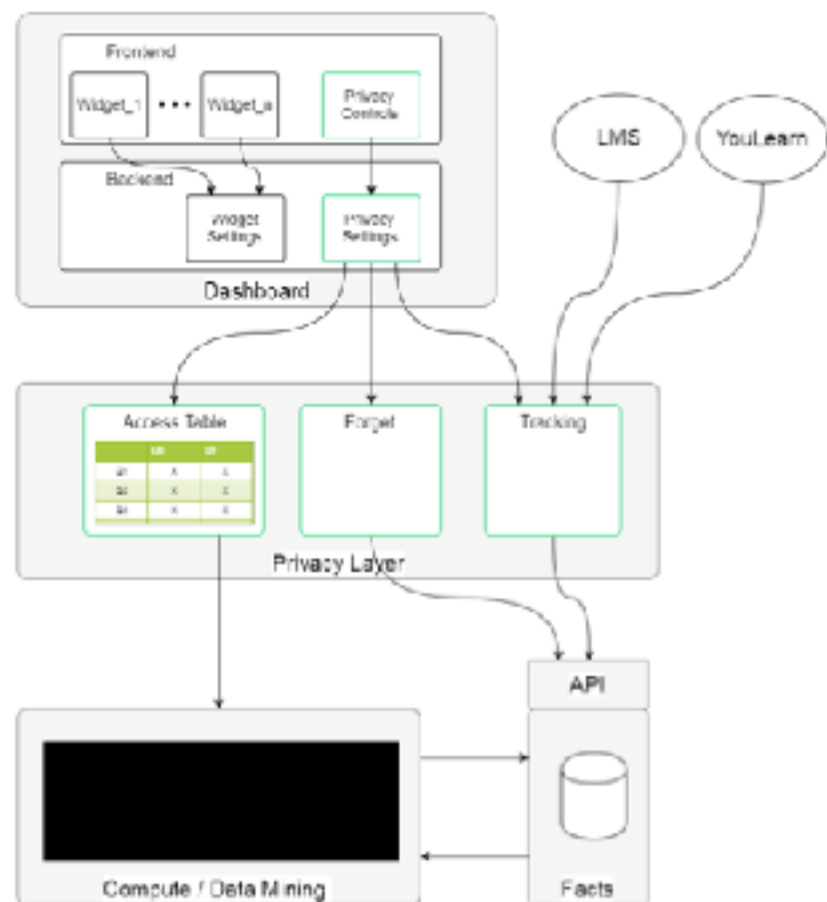 Frontend
Widget_1
Widget_n
Privacy
Controls
LMS
YouLearn
Backend
Widget
Settings
Privacy
Settings
Dashboard
Access Table
Forget
Tracking
Privacy Layer
API
Compute / Data Mining
Facts